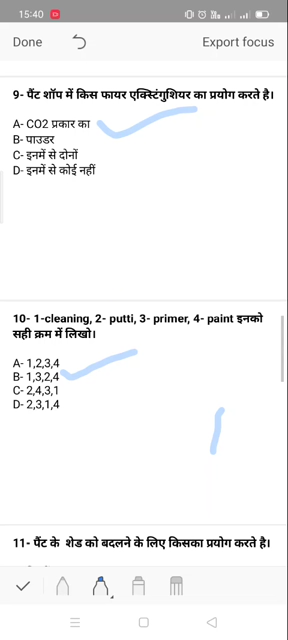 15:40
Done
Export focus
9- पैंट शॉप में किस फायर एक्स्टिंगुशियर का प्रयोग करते है।
A- CO2 प्रकार का
B- पाउडर
C- इनमें से दोनों
D- इनमें से कोई नहीं
10- 1-cleaning, 2- putti, 3- primer, 4- paint इनको
सही क्रम में लिखो।
A- 1,2,3,4
B- 1,3,2,4
C- 2,4,3,1
D- 2,3,1,4
11- पैंट के शेड को बदलने के लिए किसका प्रयोग करते है।